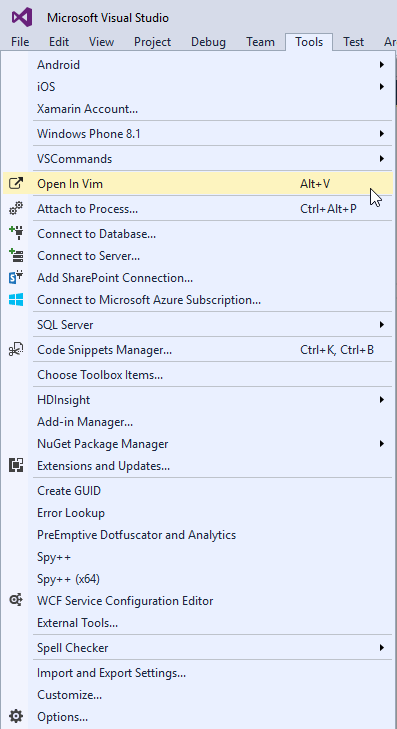 Microsoft Visual Studio
File Edit View Project Debug Team Tools Test
Android
iOS
Xamarin Account...
Windows Phone 8.1
VSCommands
Open In Vim Alt+V
Attach to Process... Ctrl+Alt+P
Connect to Database...
Connect to Server...
Add SharePoint Connection...
Connect to Microsoft Azure Subscription...
SQL Server
Code Snippets Manager... Ctrl+K, Ctrl+B
Choose Toolbox Items...
HDInsight
Add-in Manager...
NuGet Package Manager
Extensions and Updates...
Create GUID
Error Lookup
PreEmptive Dotfuscator and Analytics
Spy++
Spy++ (x64)
WCF Service Configuration Editor
External Tools...
Spell Checker
Import and Export Settings...
Customize...
Options...